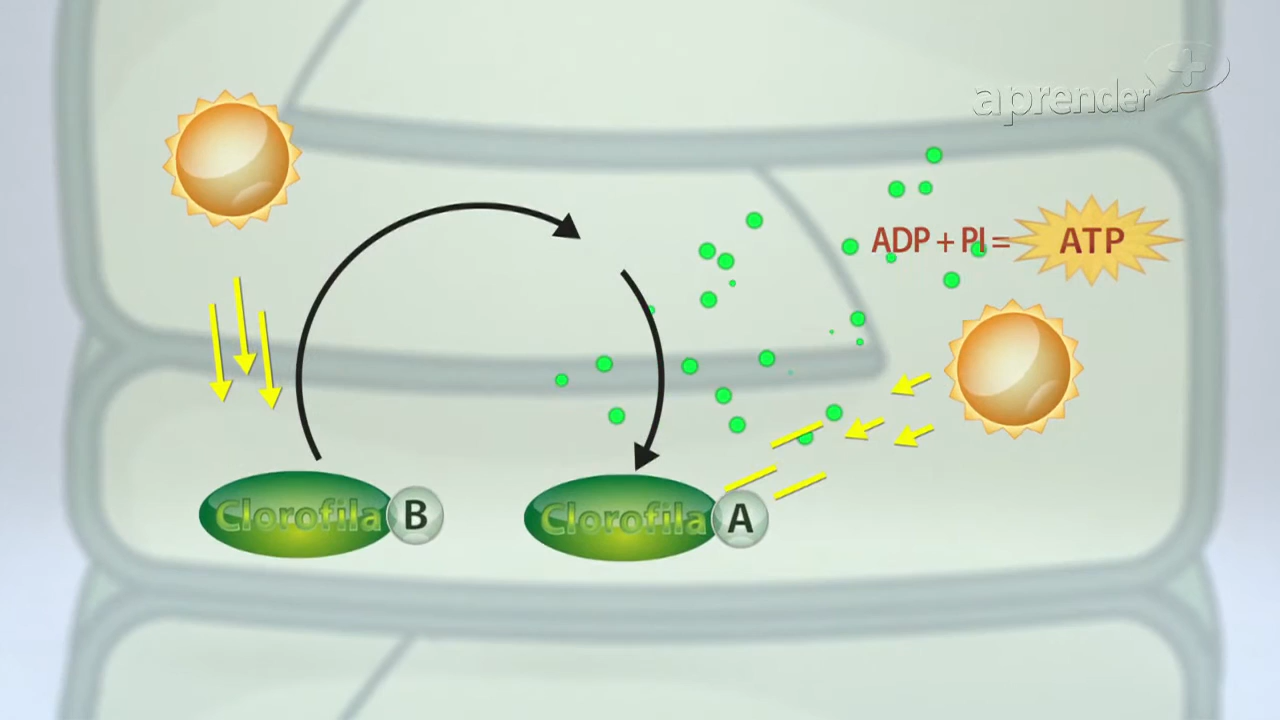 aprender+
ADP + PI = ATP
Clorofila B
Clorofila A